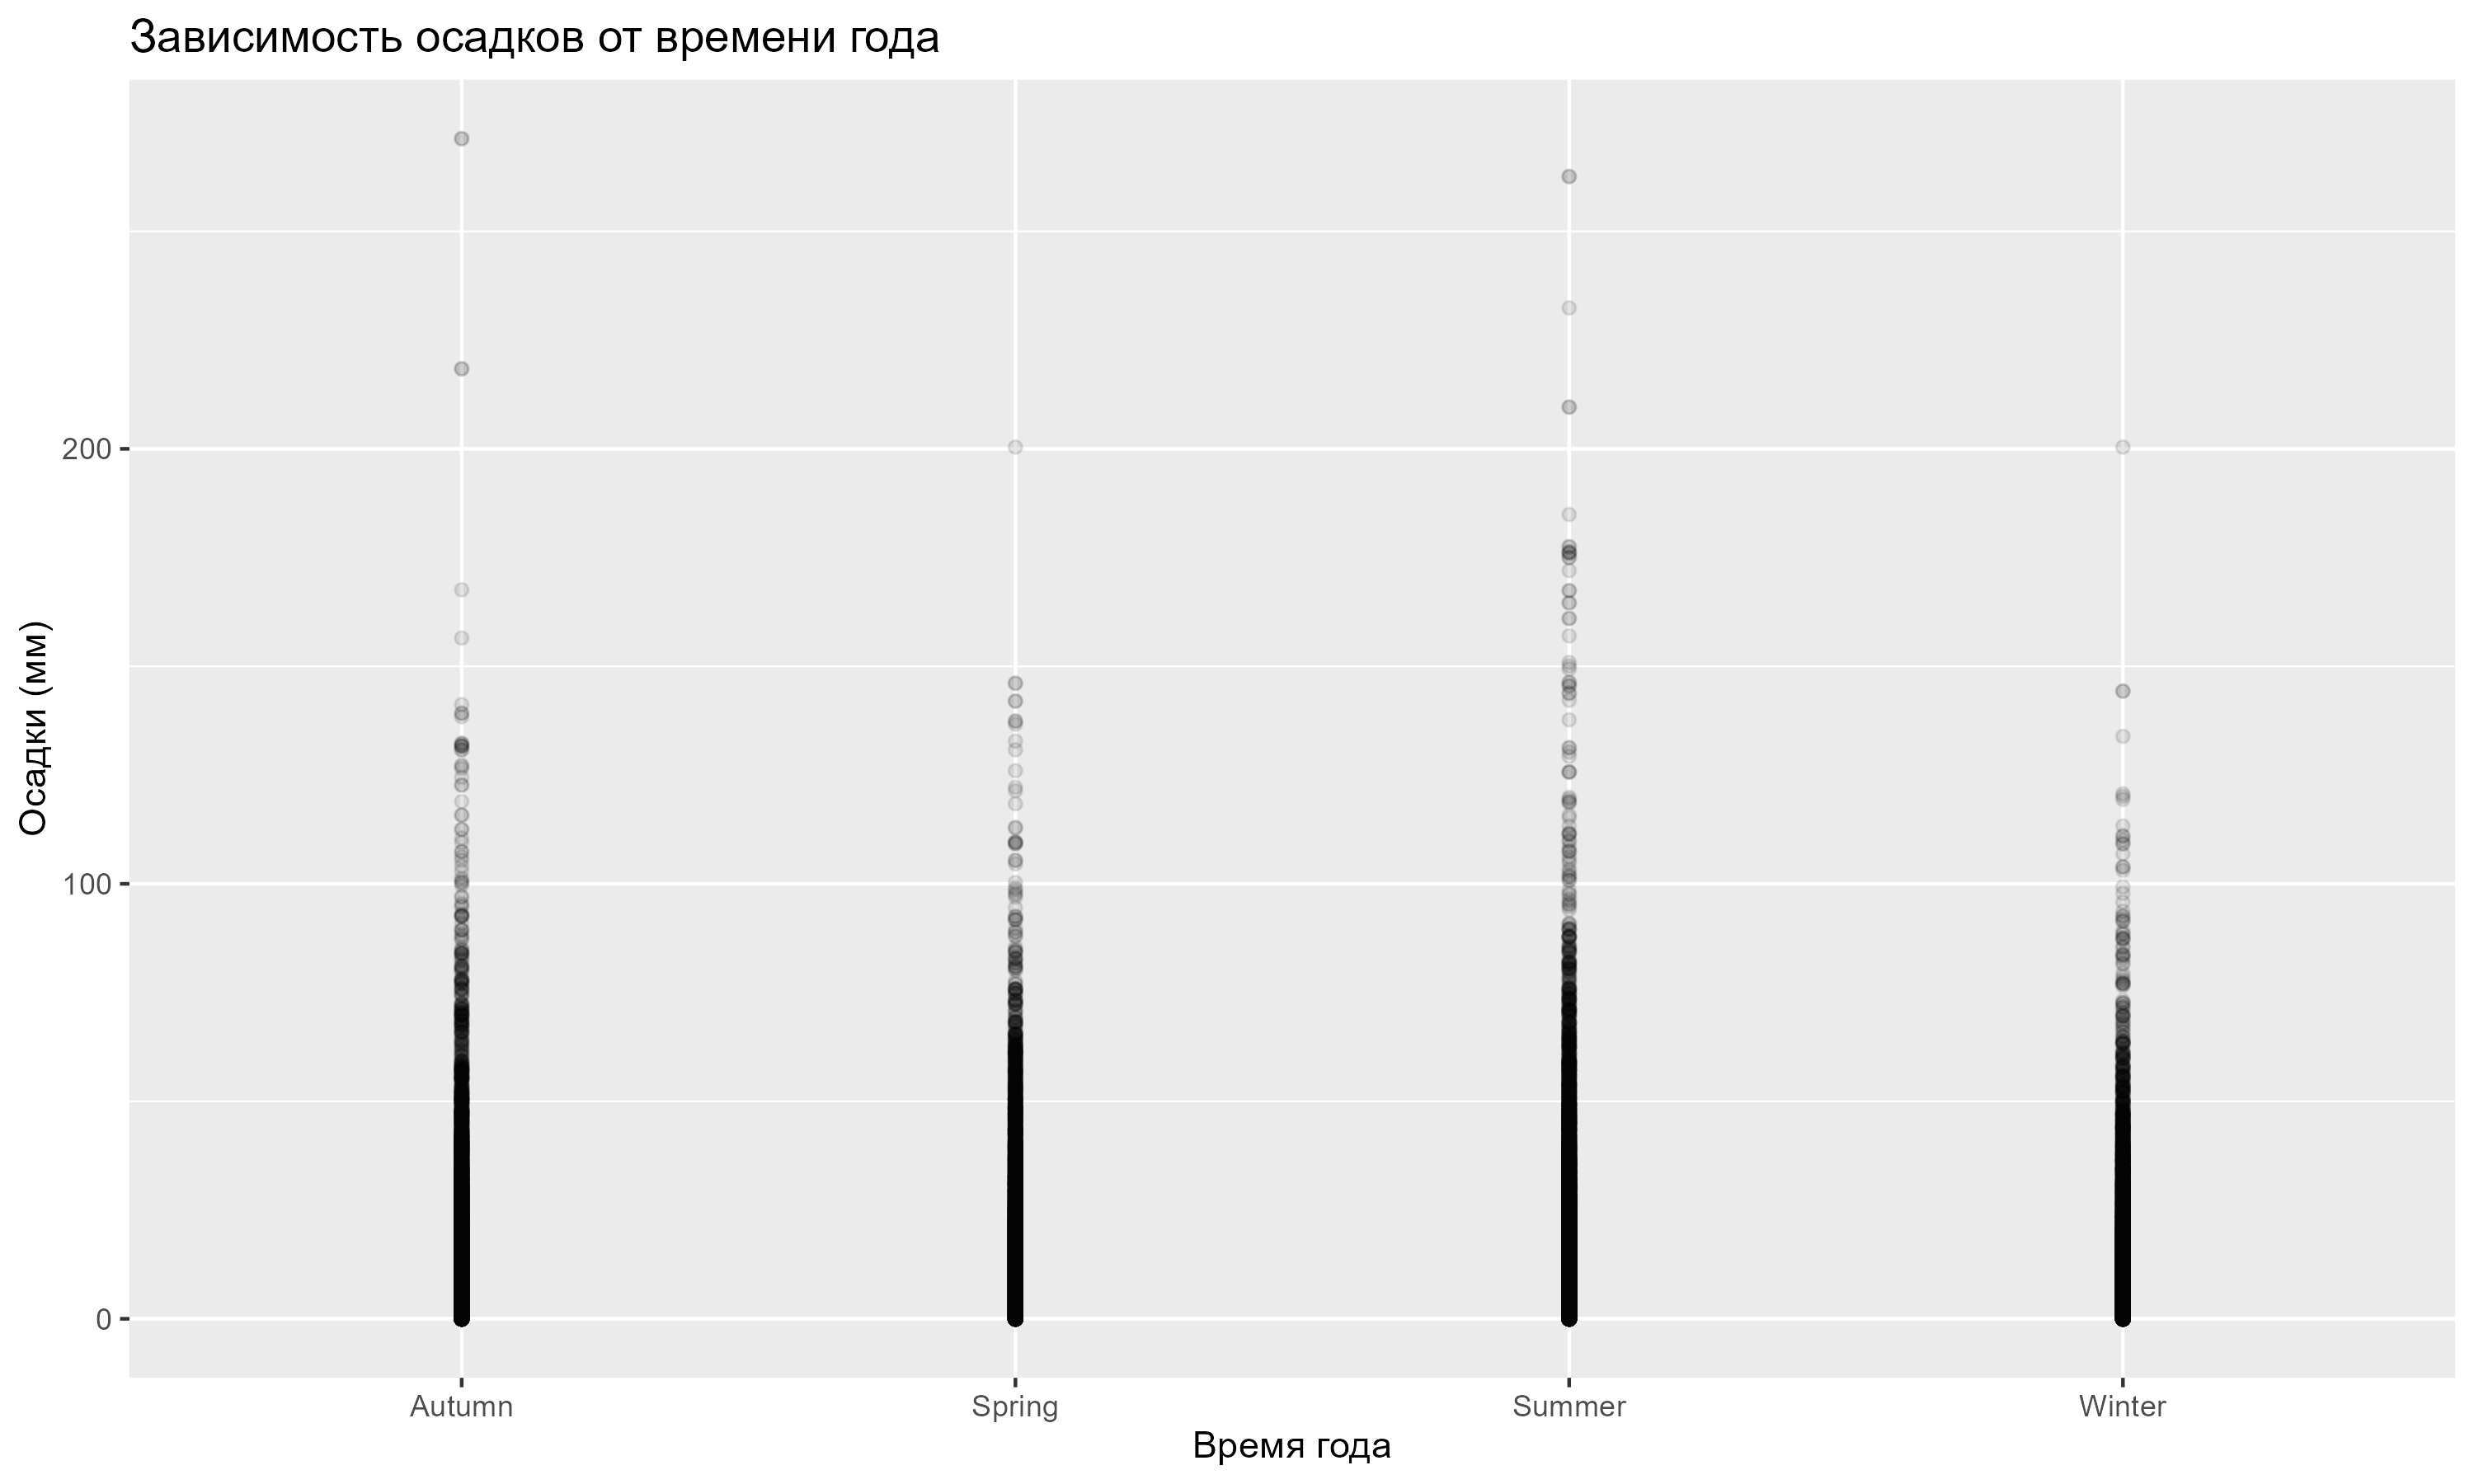 Зависимость осадков от времени года
Осадки (мм)
200
100
0
Autumn Spring Summer Winter
Время года